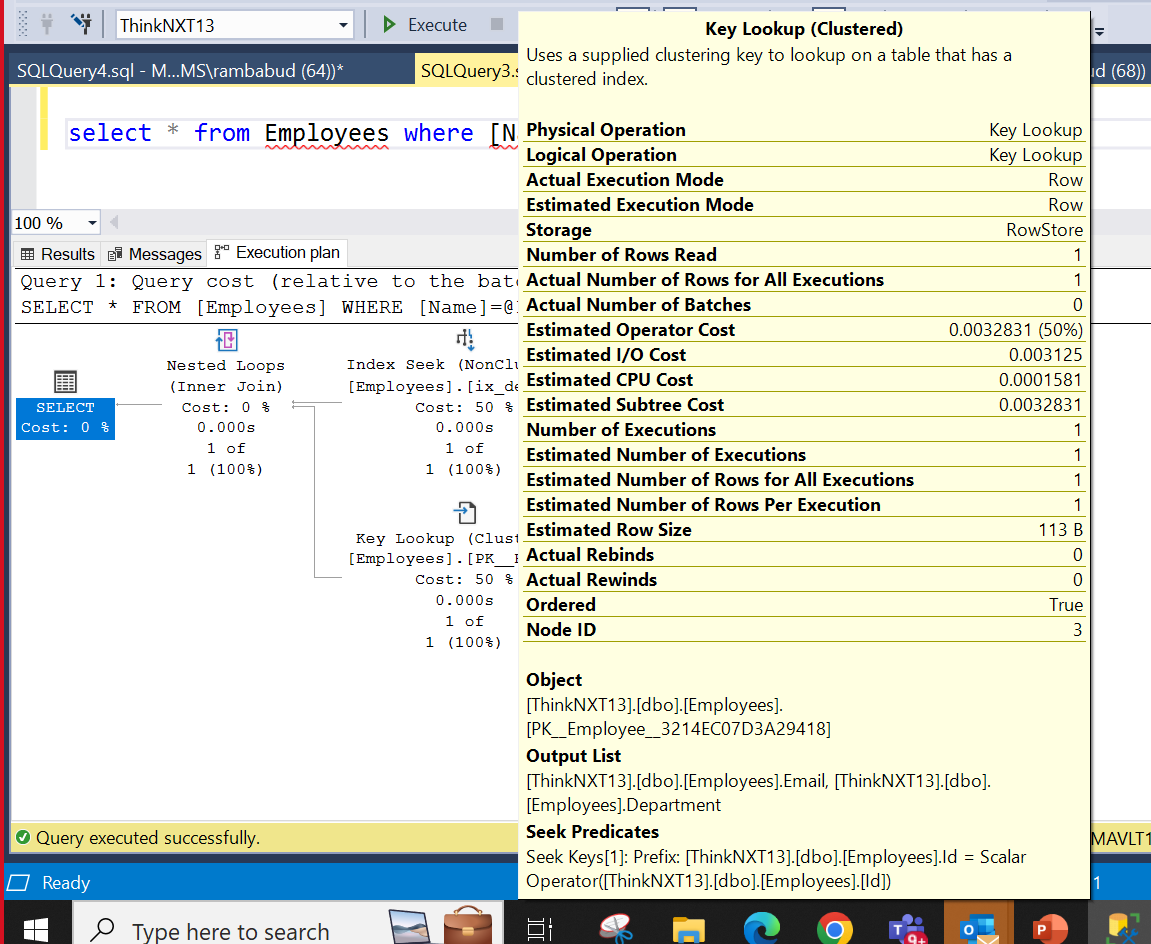 ThinkNXT13
Execute
SQLQuery4.sql - M...MS\rambabud (64))*
SQLQuery3.s
ud (68))
select * from Employees where [N
100 %
Results
Messages
Execution plan
Query 1: Query cost (relative to the bat
SELECT * FROM [Employees] WHERE [Name]=@
SELECT
Cost: 0 %
Nested Loops
(Inner Join)
Cost: 0 %
0.000s
1 of
1 (100%)
Index Seek (NonClu
[Employees].[ix_de
Cost: 50 %
0.000s
1 of
1 (100%)
Key Lookup (Clust
[Employees].[PK__
Cost: 50 %
0.000s
1 of
1 (100%)
Key Lookup (Clustered)
Uses a supplied clustering key to lookup on a table that has a
clustered index.
Physical Operation Key Lookup
Logical Operation Key Lookup
Actual Execution Mode Row
Estimated Execution Mode Row
Storage RowStore
Number of Rows Read 1
Actual Number of Rows for All Executions 1
Actual Number of Batches 0
Estimated Operator Cost 0.0032831 (50%)
Estimated I/O Cost 0.003125
Estimated CPU Cost 0.0001581
Estimated Subtree Cost 0.0032831
Number of Executions 1
Estimated Number of Executions 1
Estimated Number of Rows for All Executions 1
Estimated Number of Rows Per Execution 1
Estimated Row Size 113 B
Actual Rebinds 0
Actual Rewinds 0
Ordered True
Node ID 3
Object
[ThinkNXT13].[dbo].[Employees].
[PK__Employee__3214EC07D3A29418]
Output List
[ThinkNXT13].[dbo].[Employees].Email, [ThinkNXT13].[dbo].
[Employees].Department
Seek Predicates
Seek Keys[1]: Prefix: [ThinkNXT13].[dbo].[Employees].Id = Scalar
Operator([ThinkNXT13].[dbo].[Employees].[Id])
Query executed successfully.
MAVLT1
Ready
1
Type here to search
9+